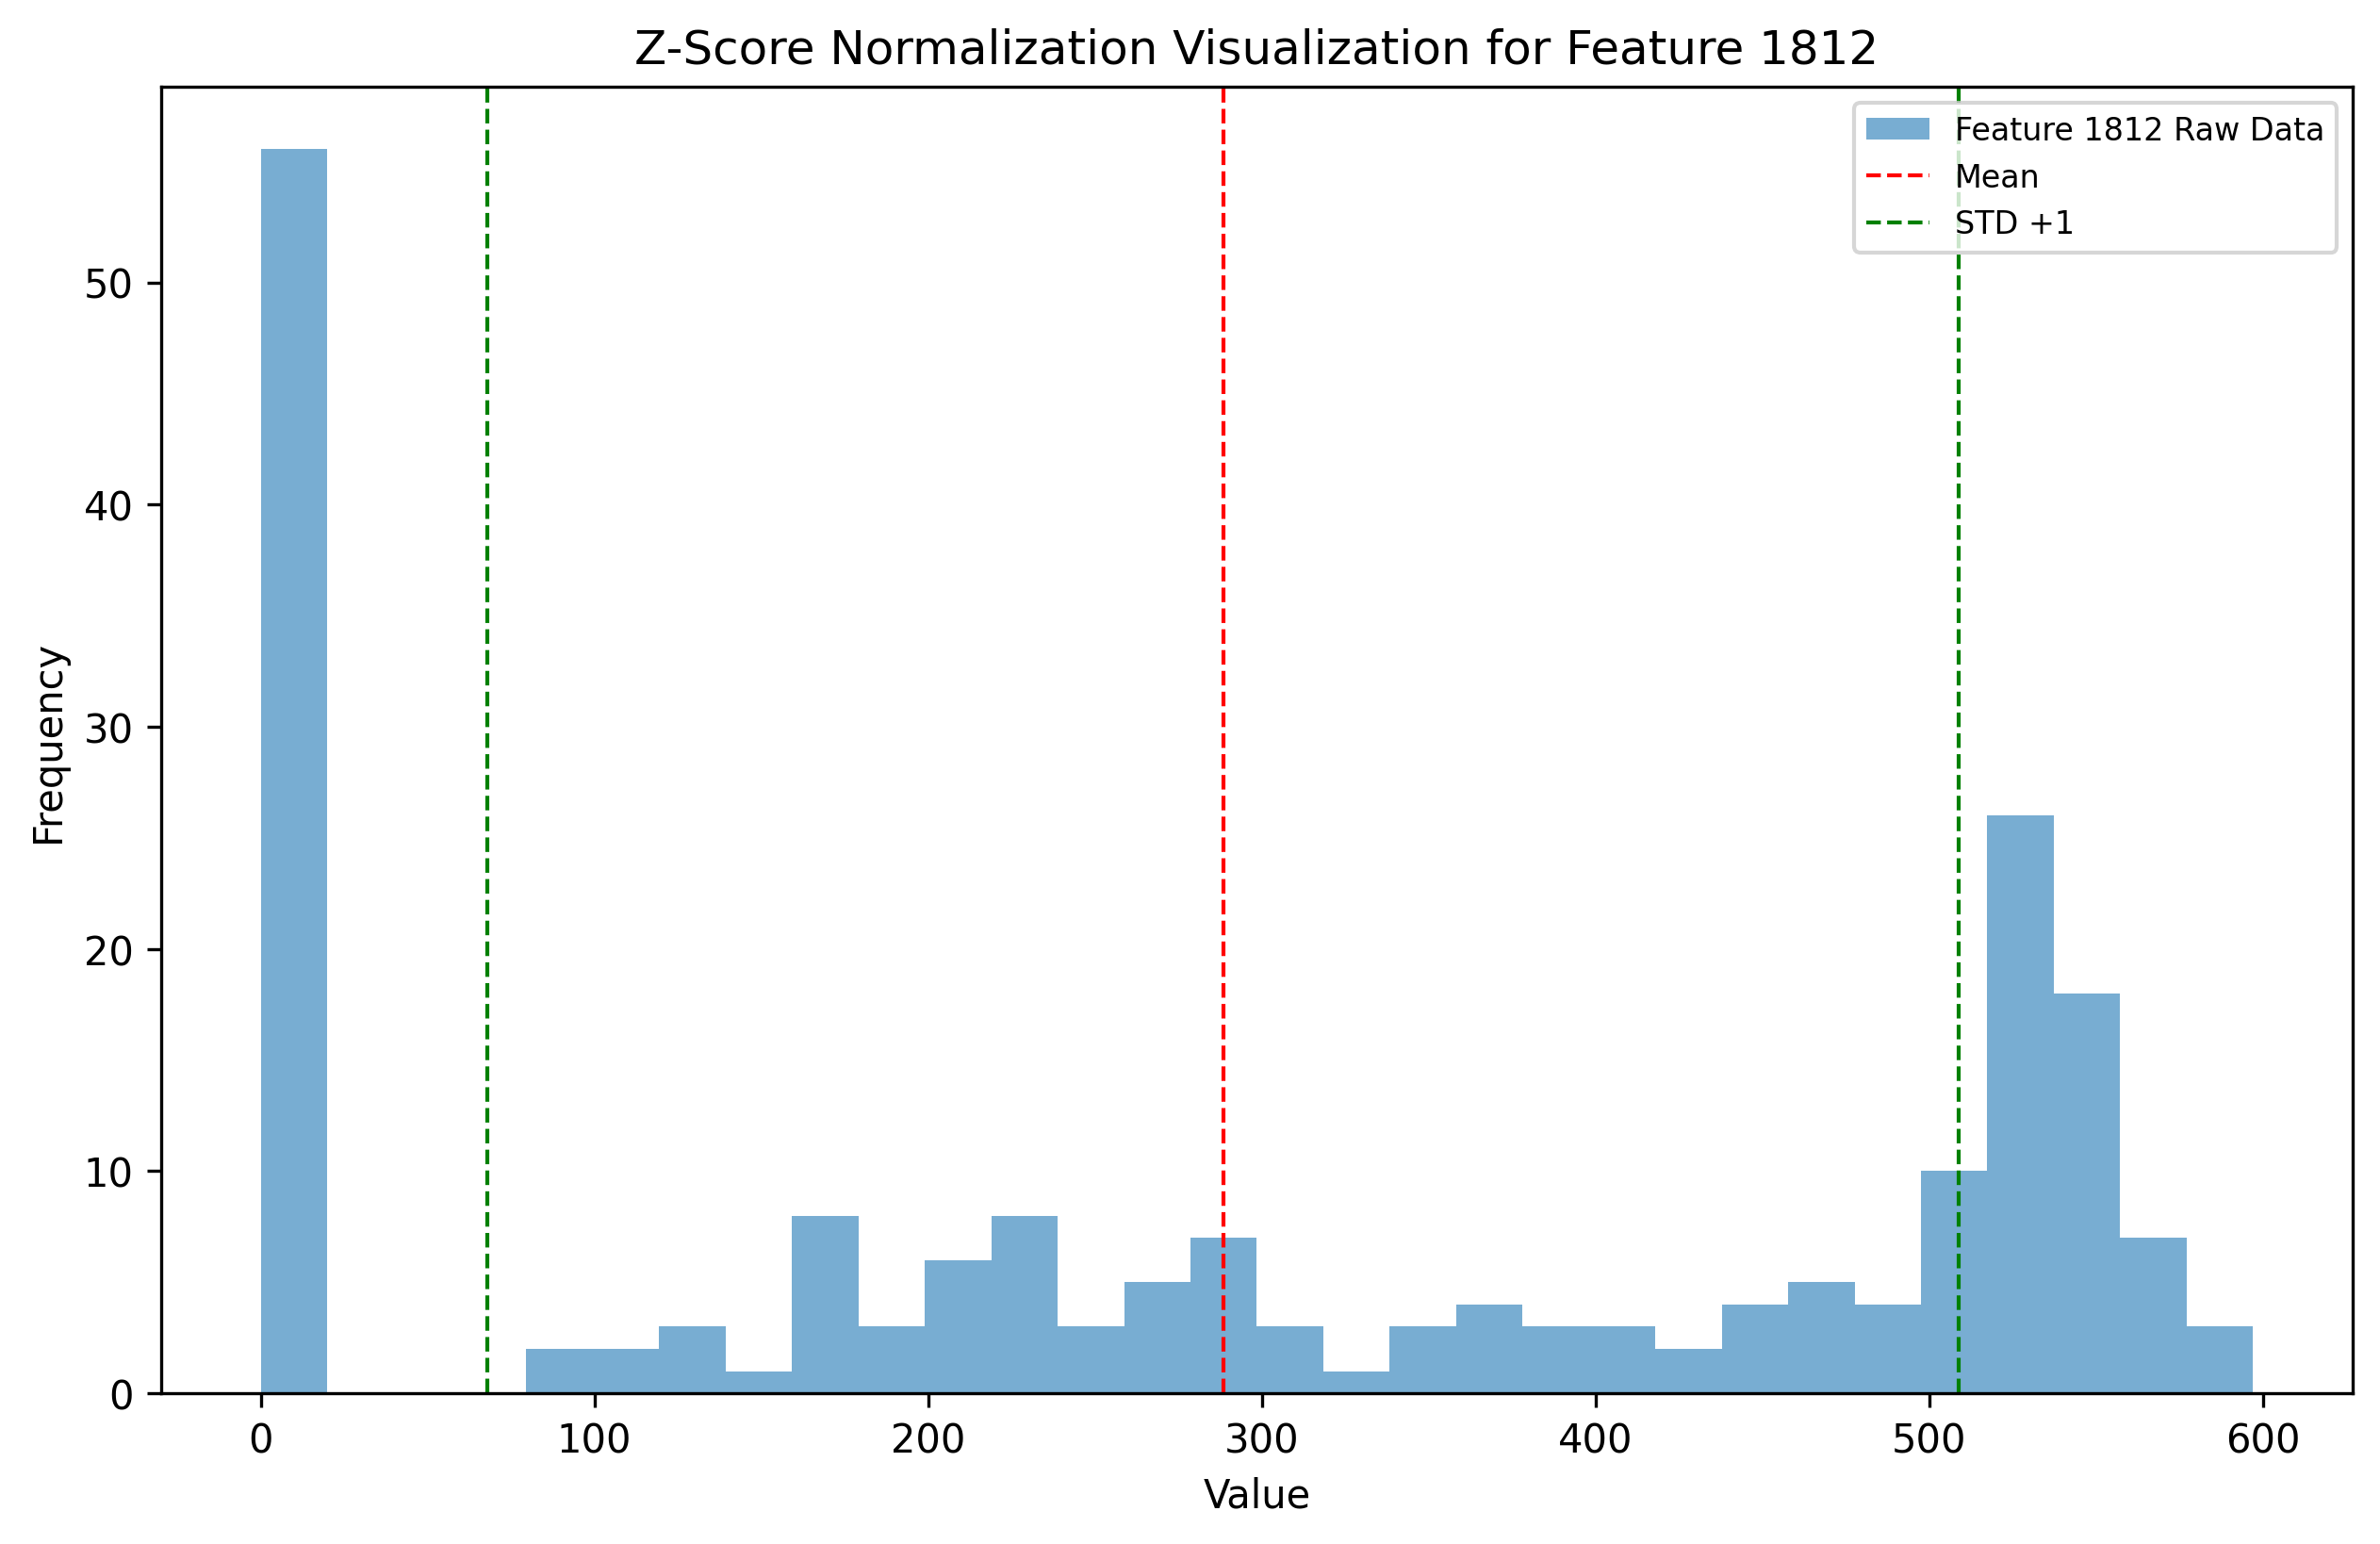 Z-Score Normalization Visualization for Feature 1812
Feature 1812 Raw Data
Mean
STD +1
50
40
30
20
10
0
Frequency
0 100 200 300 400 500 600
Value